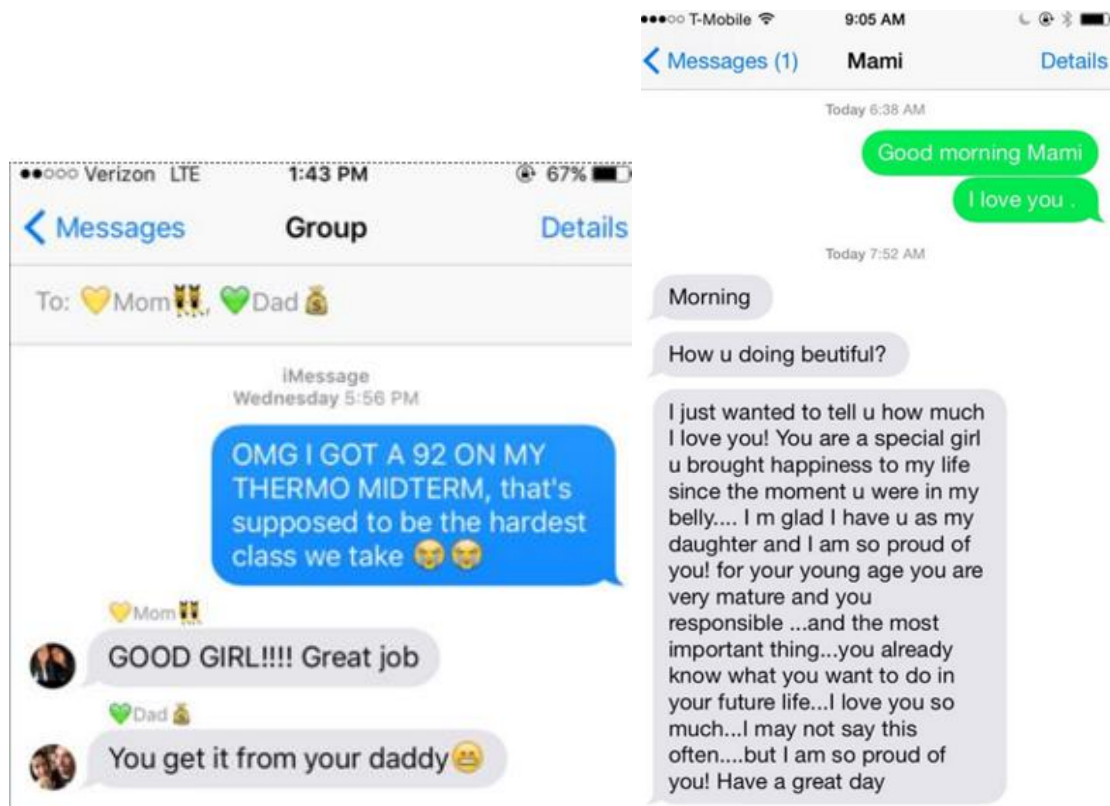 Verizon LTE 1:43 PM 67%
Messages Group Details
To: 💛Mom👯, 💚Dad💰
iMessage
Wednesday 5:56 PM
OMG I GOT A 92 ON MY
THERMO MIDTERM, that's
supposed to be the hardest
class we take 😭😭
💛Mom👯
GOOD GIRL!!!! Great job
💚Dad💰
You get it from your daddy😁
T-Mobile 9:05 AM
Messages (1) Mami Details
Today 6:38 AM
Good morning Mami
I love you .
Today 7:52 AM
Morning
How u doing beutiful?
I just wanted to tell u how much
I love you! You are a special girl
u brought happiness to my life
since the moment u were in my
belly.... I m glad I have u as my
daughter and I am so proud of
you! for your young age you are
very mature and you
responsible ...and the most
important thing...you already
know what you want to do in
your future life...I love you so
much...I may not say this
often....but I am so proud of
you! Have a great day